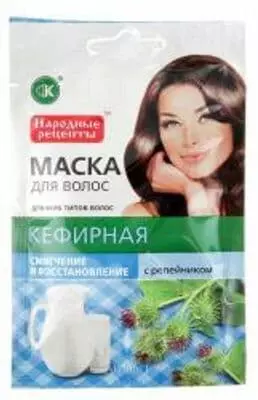 ФК
Народные
рецепты
МАСКА
ДЛЯ ВОЛОС
ДЛЯ ВСЕХ ТИПОВ ВОЛОС
КЕФИРНАЯ
СМЯГЧЕНИЕ
И ВОССТАНОВЛЕНИЕ
с репейником